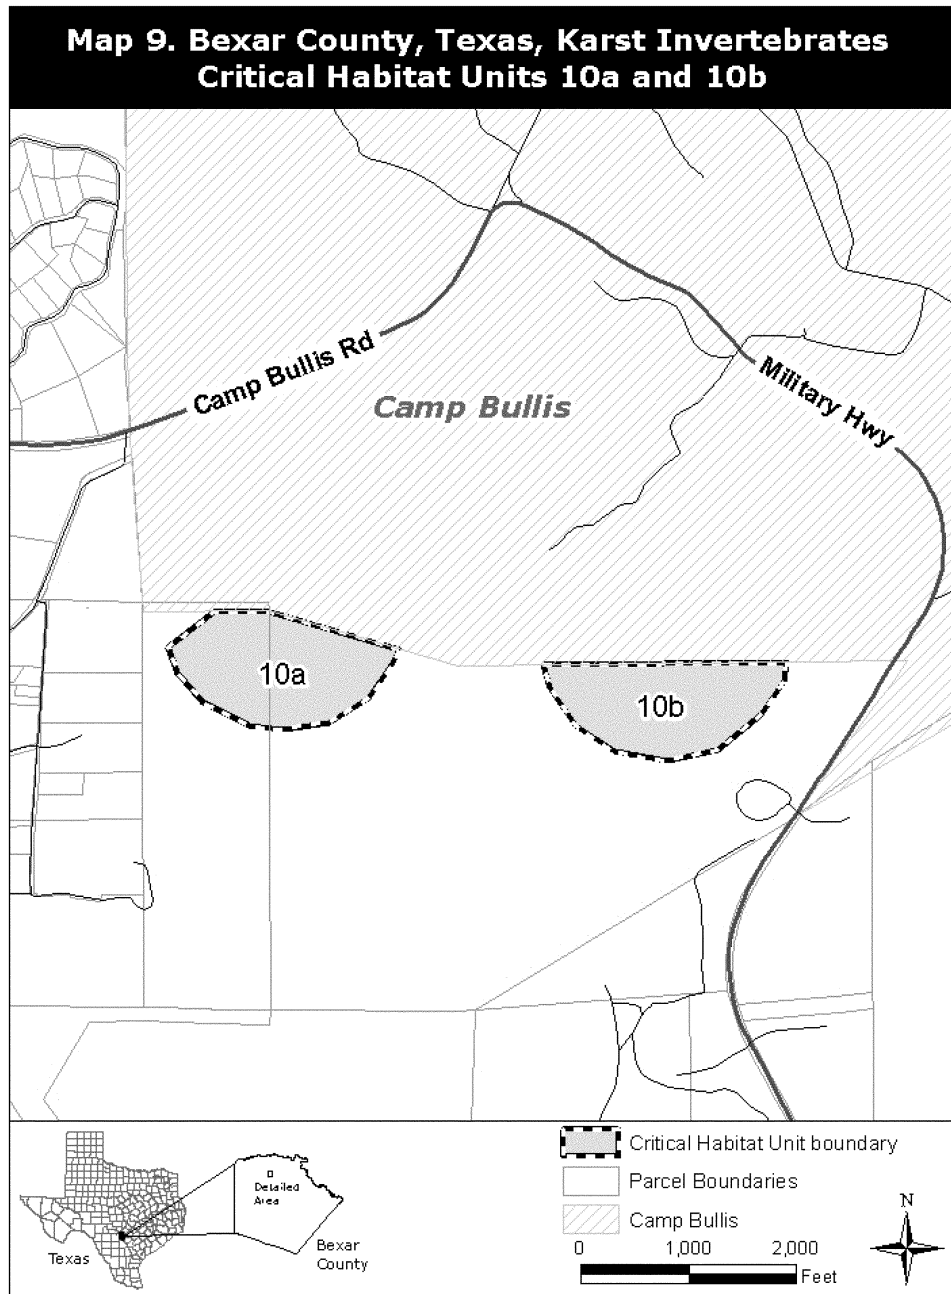 Map 9. Bexar County, Texas, Karst Invertebrates
Critical Habitat Units 10a and 10b
Camp Bullis Rd
Camp Bullis
Military Hwy
10a
10b
Texas
Detailed
Area
Bexar
County
Critical Habitat Unit boundary
Parcel Boundaries
Camp Bullis
0 1,000 2,000
Feet
N